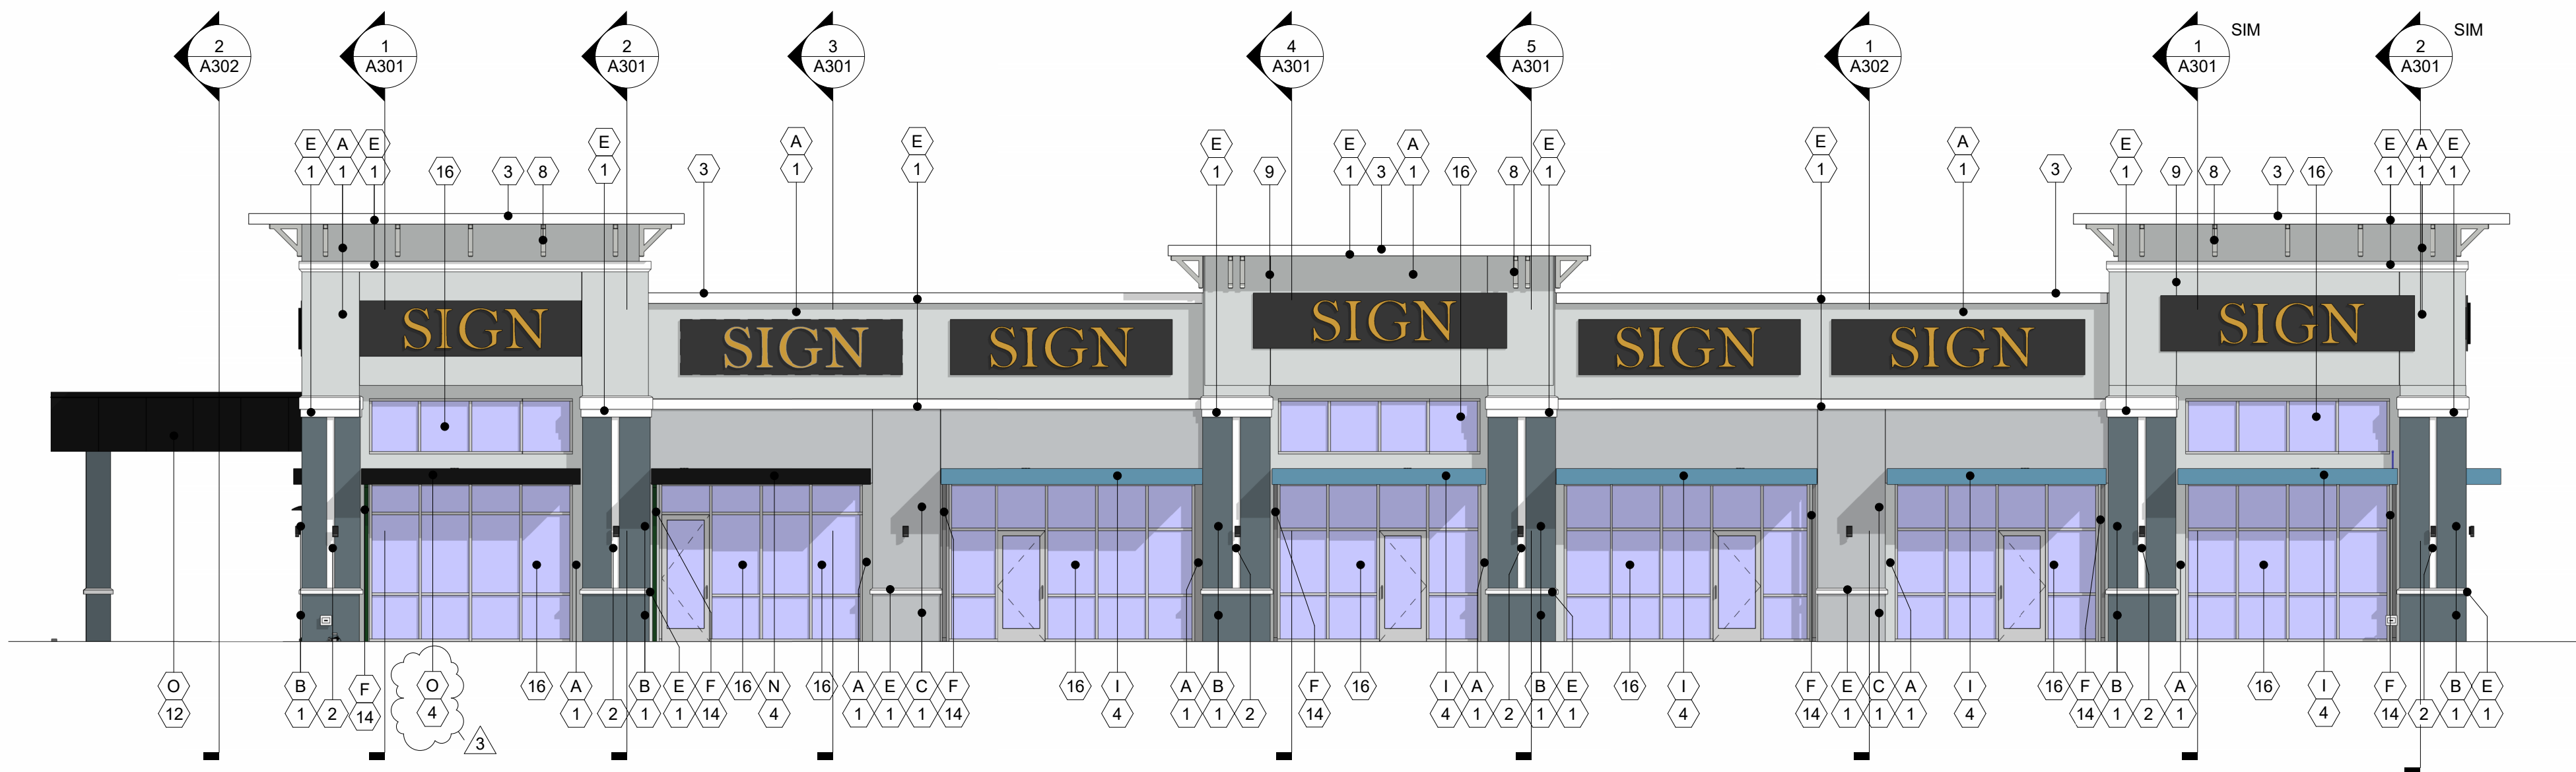 2 1 2 3 4 5 1 1 SIM 2 SIM
A302 A301 A301 A301 A301 A301 A302 A301 A301
E A E E A E E E A E E A E E A E
1 1 1 16 3 8 1 3 1 1 1 9 1 3 1 16 8 1 1 1 3 1 9 8 3 16 1 1 1
SIGN SIGN SIGN SIGN SIGN SIGN SIGN
O B F O 16 A B E F 16 N 16 A E C F 16 I A B F 16 I A B E 16 I F E C A I 16 F B A 16 I F B E
12 1 2 14 4 1 2 1 1 14 4 1 1 1 14 4 1 1 2 14 4 1 2 1 1 4 14 1 1 1 4 14 1 2 1 4 14 2 1 1
3